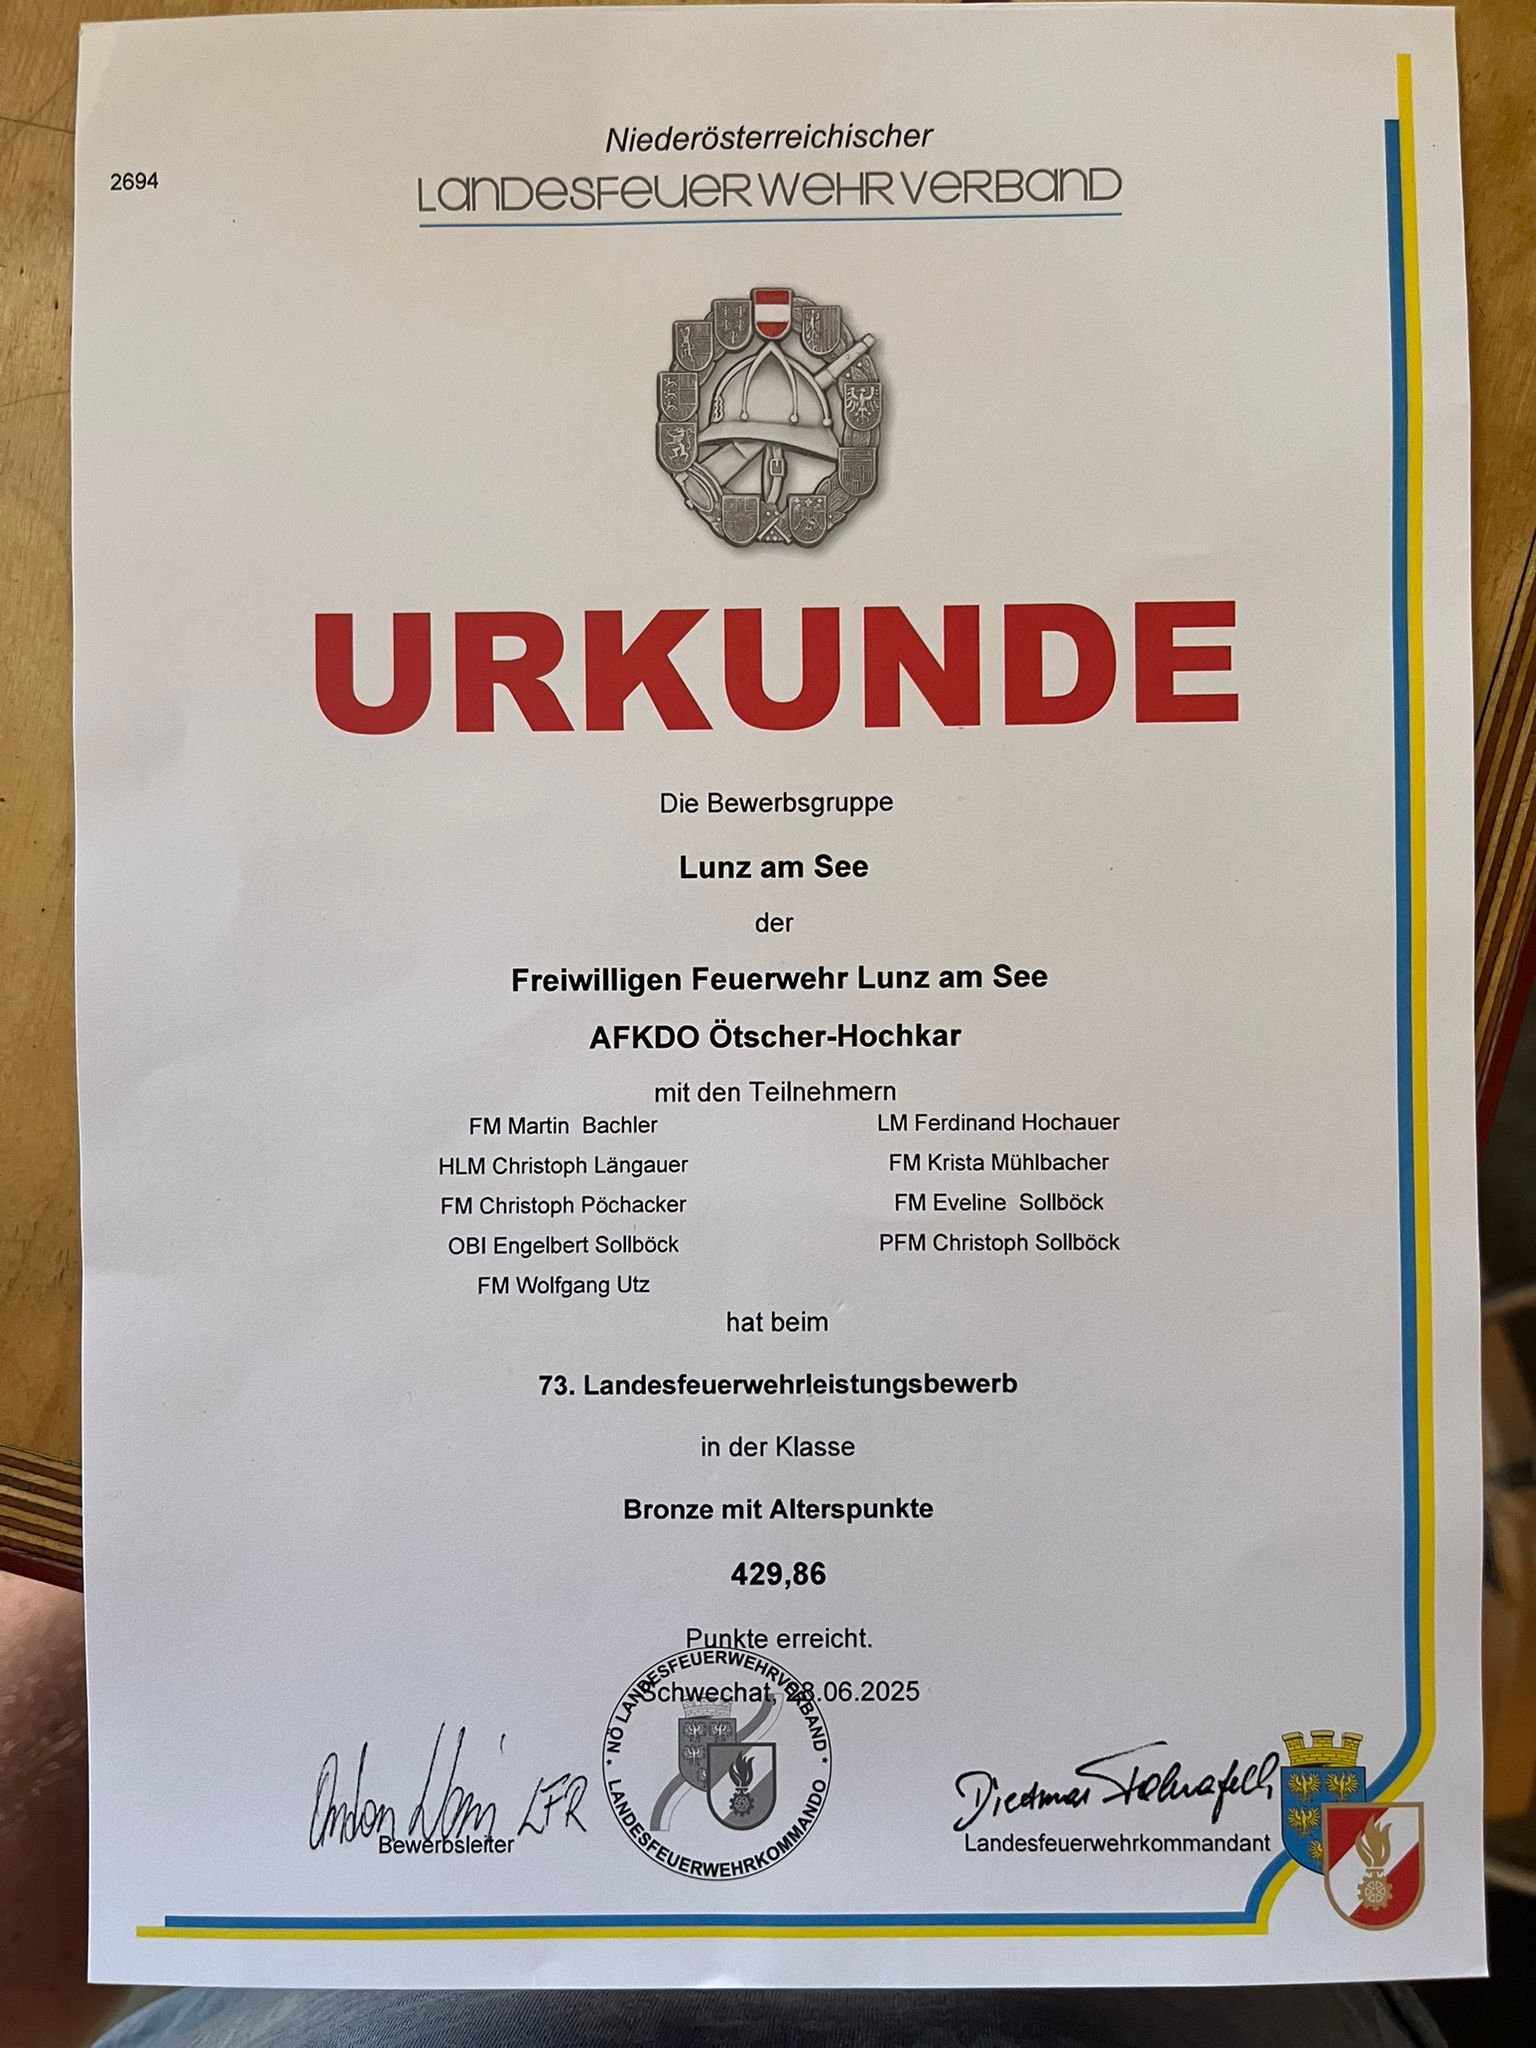 2694
Niederösterreichischer
LANDESFEUERWEHRVERBAND
URKUNDE
Die Bewerbsgruppe
Lunz am See
der
Freiwilligen Feuerwehr Lunz am See
AFKDO Ötscher-Hochkar
mit den Teilnehmern
FM Martin  Bachler
LM Ferdinand Hochauer
HLM Christoph Längauer
FM Krista Mühlbacher
FM Christoph Pöchacker
FM Eveline  Sollböck
OBI Engelbert Sollböck
PFM Christoph Sollböck
FM Wolfgang Utz
hat beim
73. Landesfeuerwehrleistungsbewerb
in der Klasse
Bronze mit Alterspunkte
429,86
Punkte erreicht.
Schwechat, 28.06.2025
* NÖ LANDESFEUERWEHRVERBAND *
LANDESFEUERWEHRKOMMANDO
Anton LFR
Bewerbsleiter
Dietmar
Landesfeuerwehrkommandant